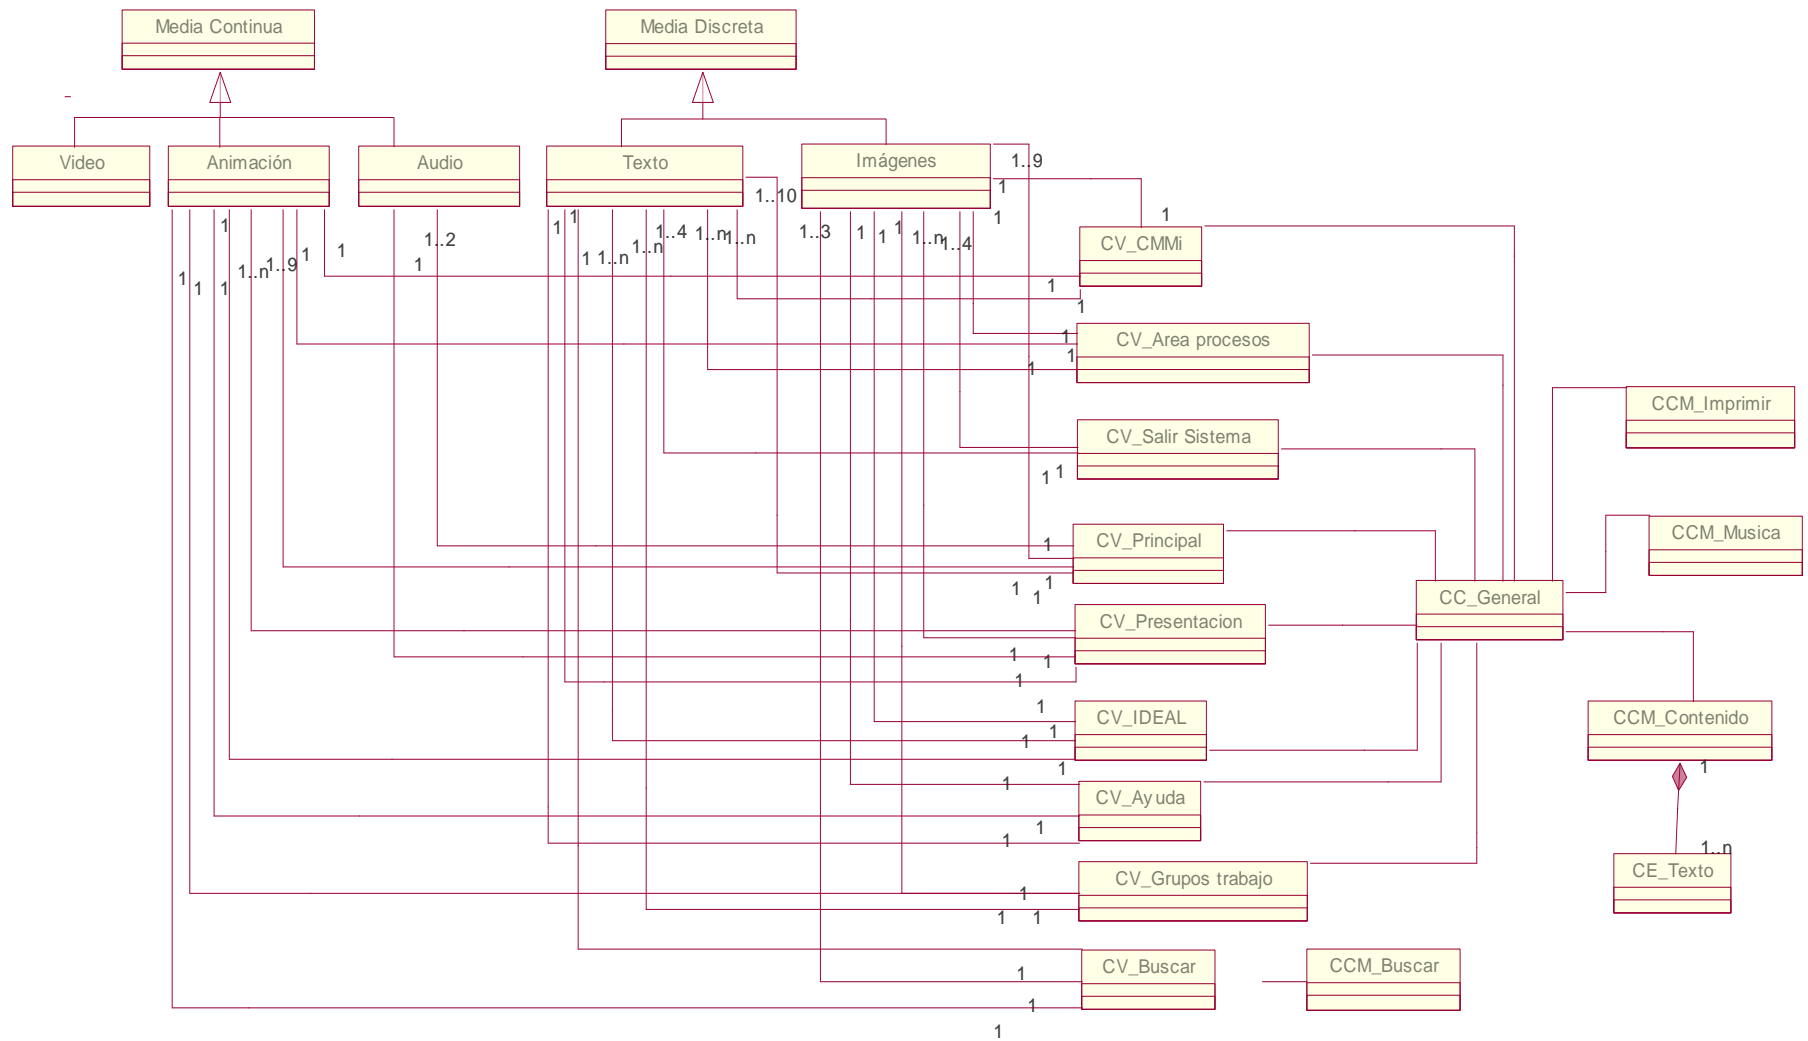 Media Continua
Media Discreta
Video
Animación
Audio
Texto
Imágenes
1..9
1
1..10
1
1
1
1
1
1..3
1
1
1
1..n
1..4
1..4
1..n
1..n
1..2
1
1
1
1..n
1..n
1
1..n
1..9
1
1
1
1
CV_CMMi
1
1
1
1
1
CV_Area procesos
CV_Salir Sistema
1
1
CCM_Imprimir
CCM_Musica
CV_Principal
1
1
1
1
CC_General
CV_Presentacion
1
1
1
CV_IDEAL
1
1
1
1
CCM_Contenido
1
CV_Ayuda
1
1
1
1..n
CE_Texto
CV_Grupos trabajo
1
1
1
CV_Buscar
CCM_Buscar
1
1
1